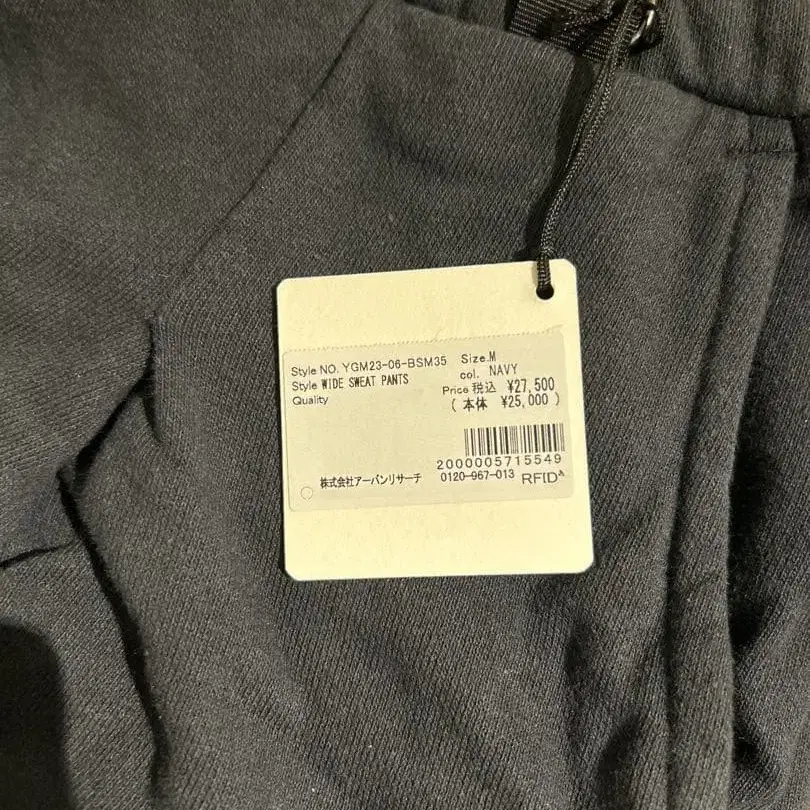 Style NO. YGM23-06-BSM35 Size.M
Style WIDE SWEAT PANTS col. NAVY
Quality Price 税込 ¥27,500
( 本体 ¥25,000 )
2000005715549
株式会社アーバンリサーチ 0120-967-013 RFID